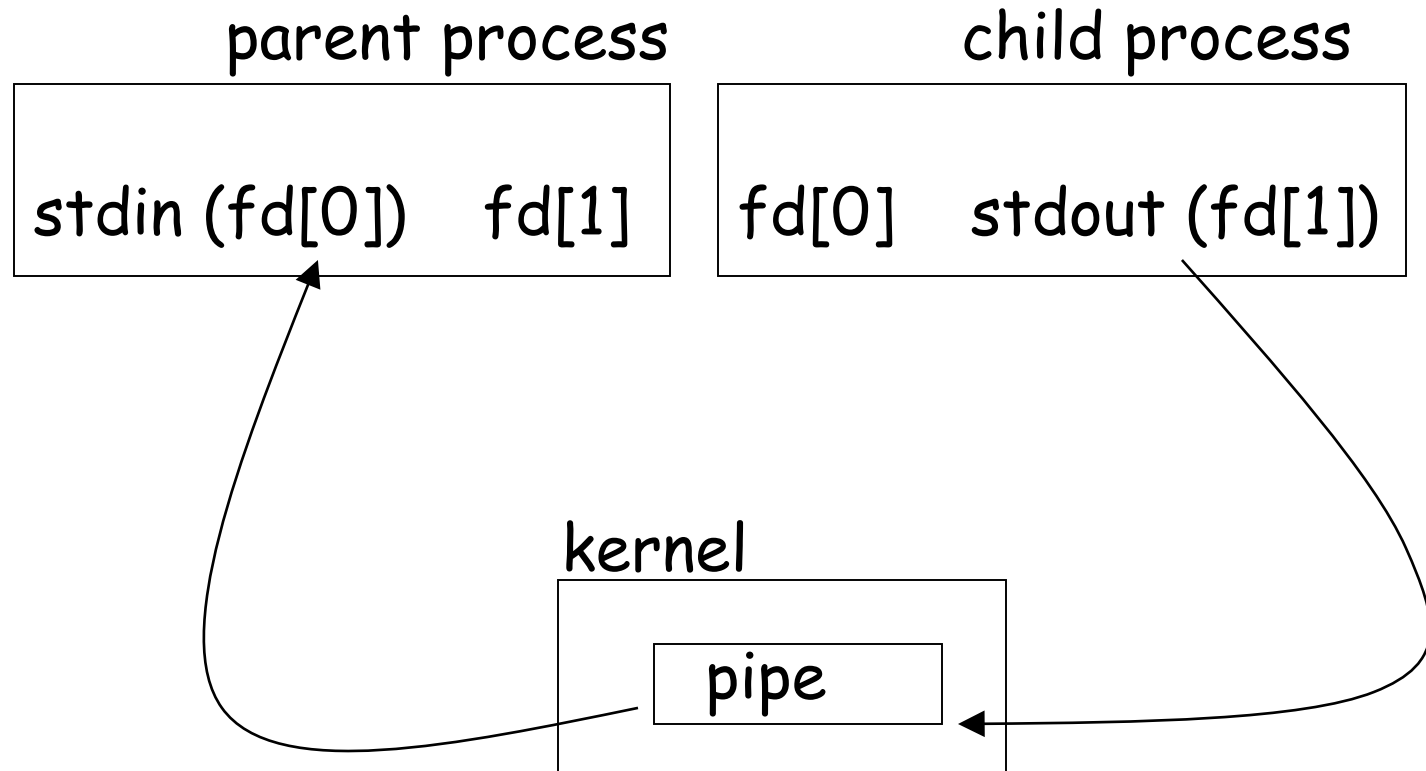 parent process
child process
stdin (fd[0]) fd[1]
fd[0] stdout (fd[1])
kernel
pipe